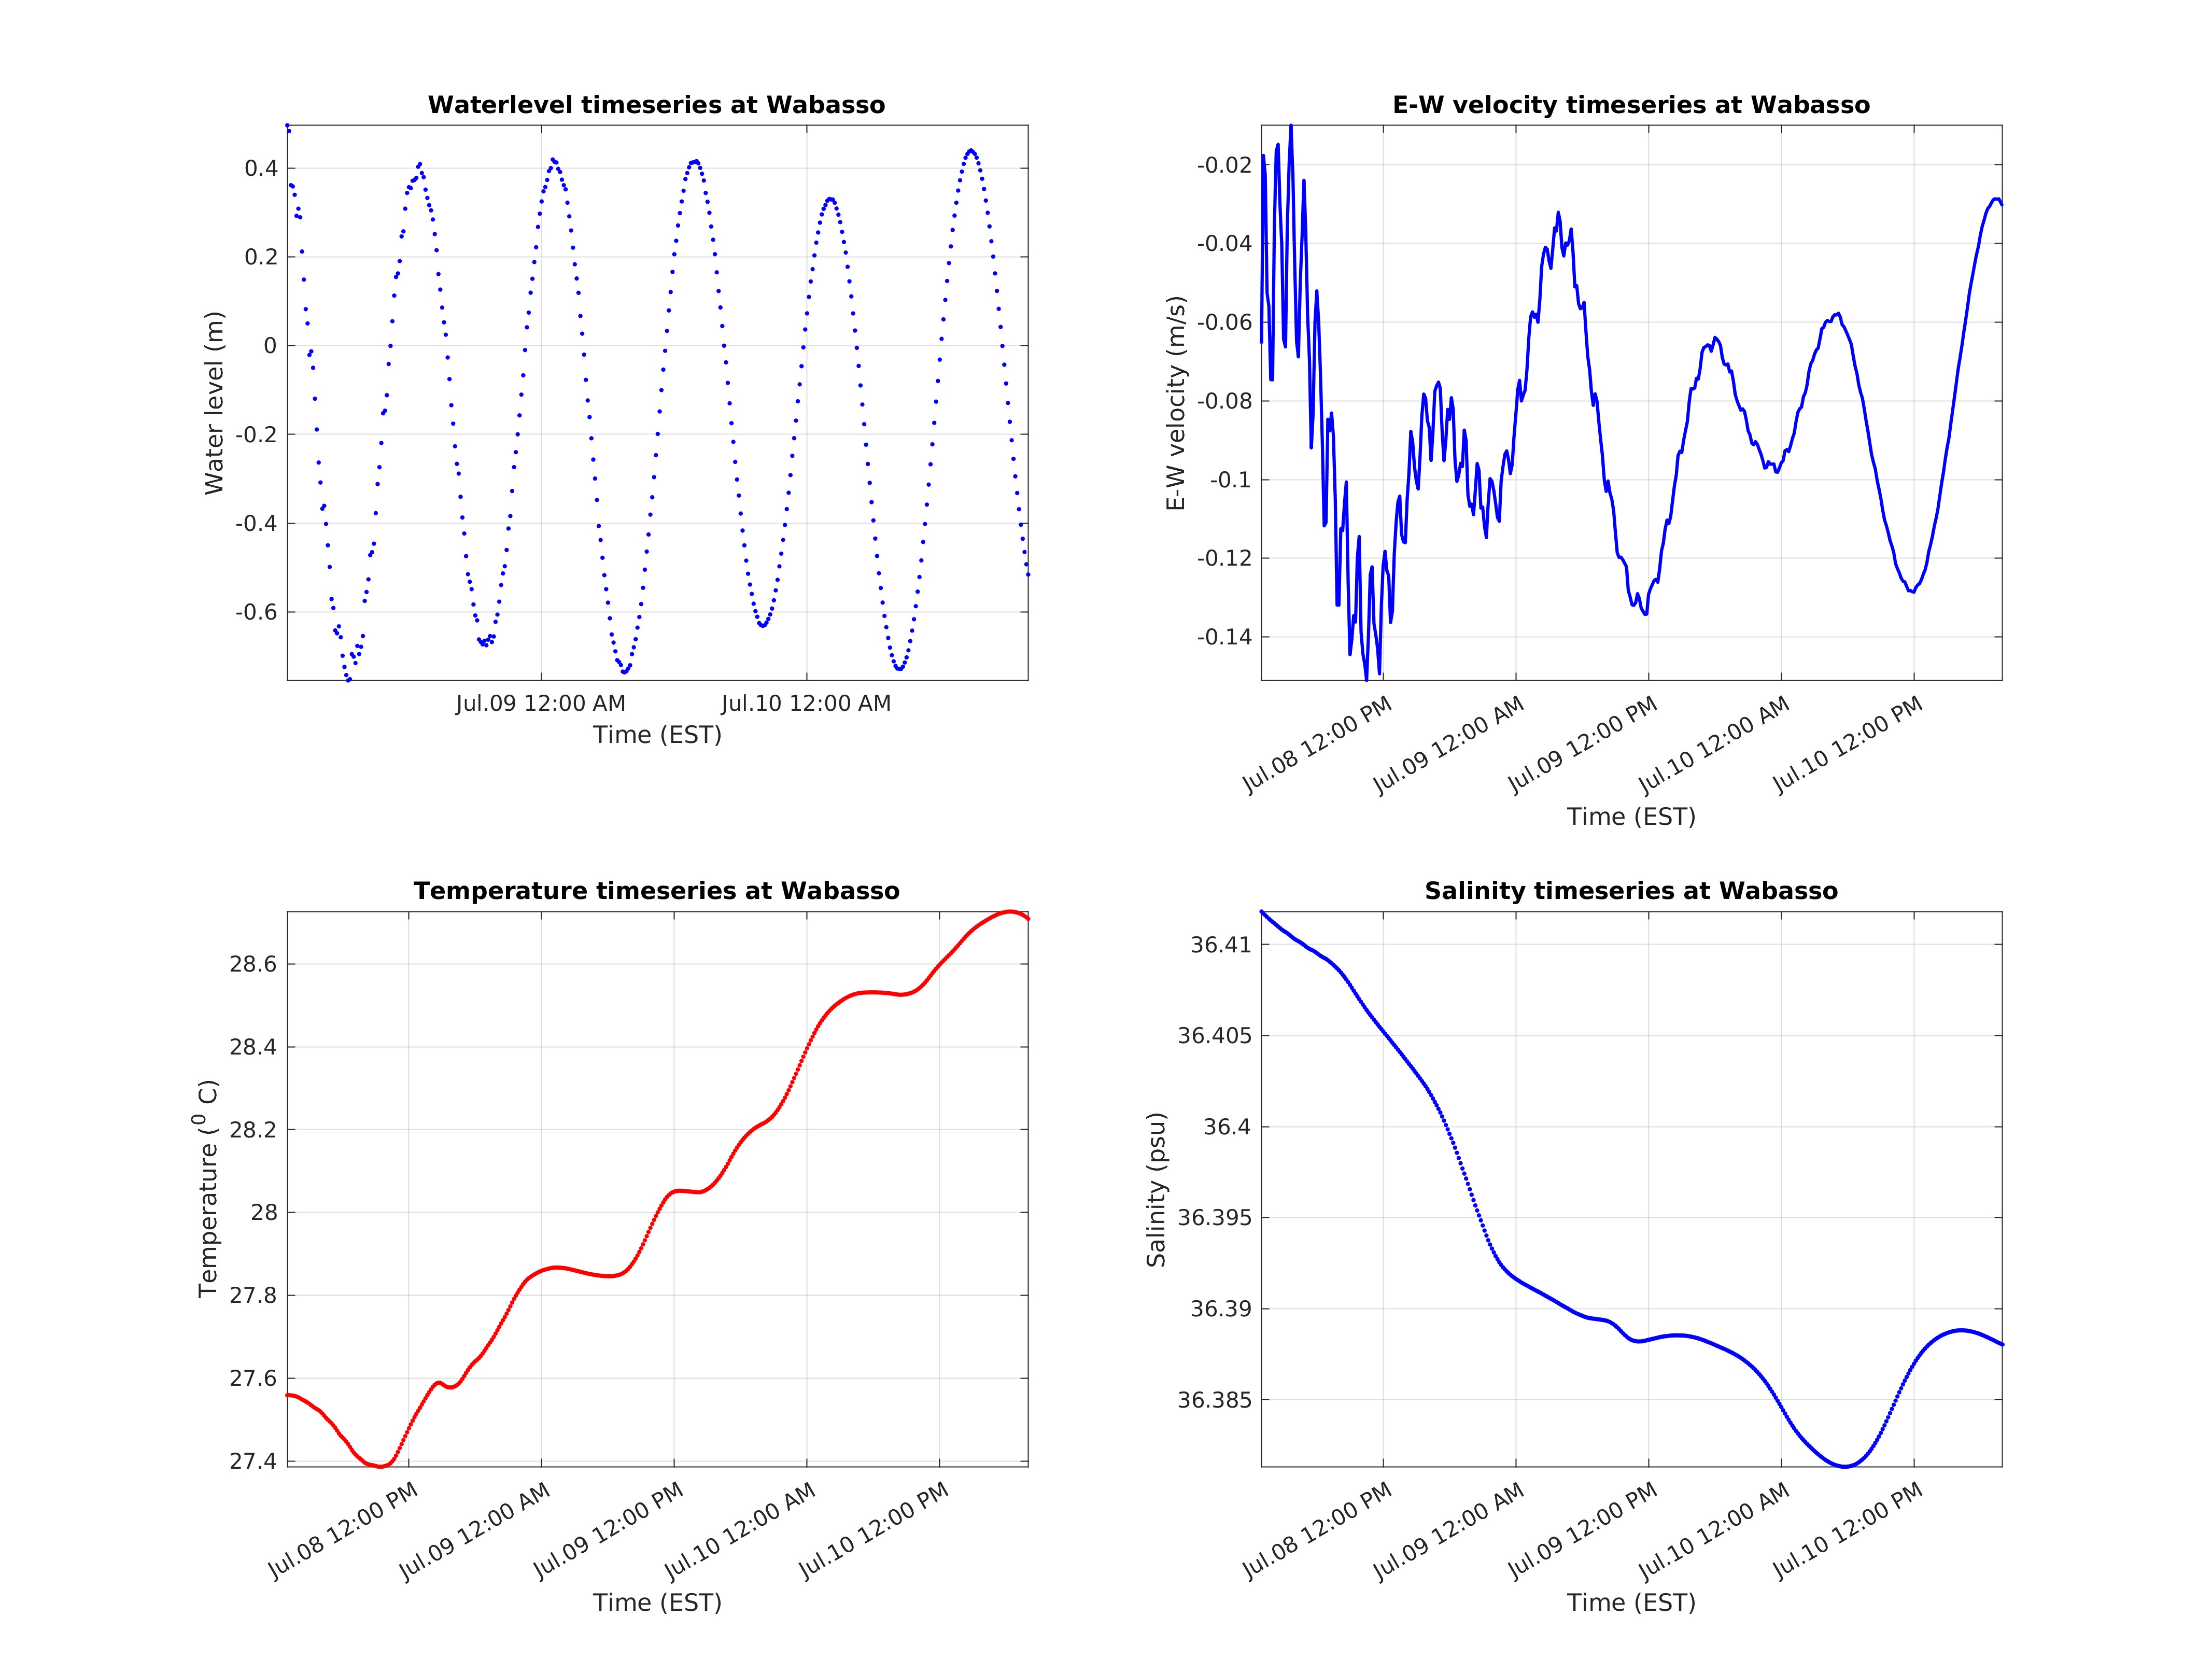 Waterlevel timeseries at Wabasso
0.4
0.2
0
-0.2
-0.4
-0.6
Water level (m)
Jul.09 12:00 AM
Jul.10 12:00 AM
Time (EST)
E-W velocity timeseries at Wabasso
-0.02
-0.04
-0.06
-0.08
-0.1
-0.12
-0.14
E-W velocity (m/s)
Jul.08 12:00 PM
Jul.09 12:00 AM
Jul.09 12:00 PM
Jul.10 12:00 AM
Jul.10 12:00 PM
Time (EST)
Temperature timeseries at Wabasso
28.6
28.4
28.2
28
27.8
27.6
27.4
Temperature (⁰ C)
Jul.08 12:00 PM
Jul.09 12:00 AM
Jul.09 12:00 PM
Jul.10 12:00 AM
Jul.10 12:00 PM
Time (EST)
Salinity timeseries at Wabasso
36.41
36.405
36.4
36.395
36.39
36.385
Salinity (psu)
Jul.08 12:00 PM
Jul.09 12:00 AM
Jul.09 12:00 PM
Jul.10 12:00 AM
Jul.10 12:00 PM
Time (EST)